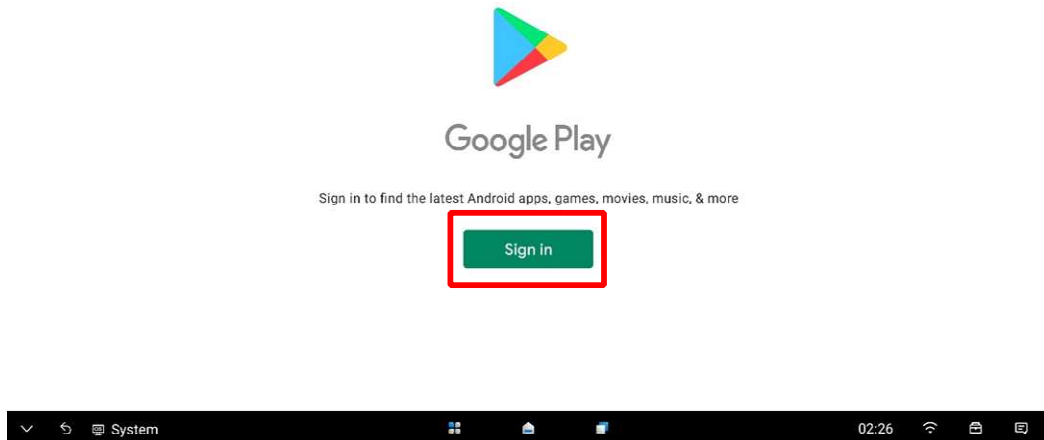 Google Play
Sign in to find the latest Android apps, games, movies, music, & more
Sign in
System 02:26